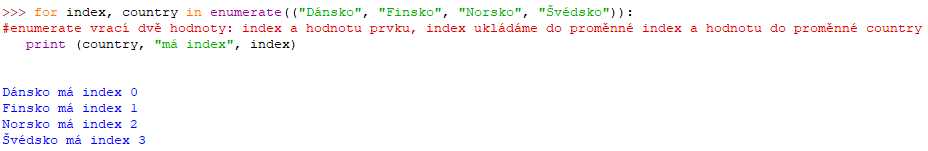 >>> for index, country in enumerate(("Dánsko", "Finsko", "Norsko", "Švédsko")):
#enumerate vrací dvě hodnoty: index a hodnotu prvku, index ukládáme do proměnné index a hodnotu do proměnné country
   print (country, "má index", index)
Dánsko má index 0
Finsko má index 1
Norsko má index 2
Švédsko má index 3